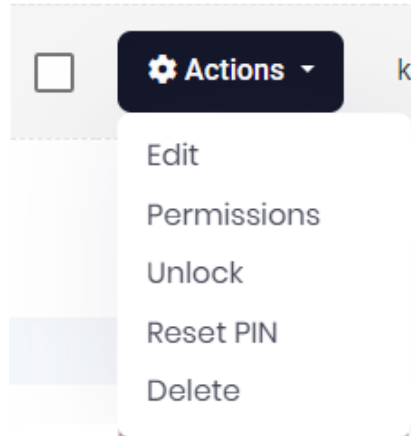 Actions
k
Edit
Permissions
Unlock
Reset PIN
Delete